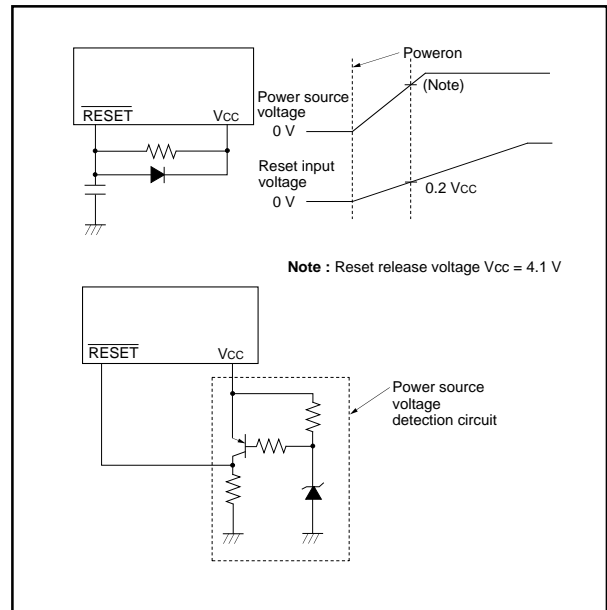 Poweron
(Note)
Power source
voltage
0 V
RESET
VCC
Reset input
voltage
0 V
0.2 VCC
Note : Reset release voltage Vcc = 4.1 V
RESET
VCC
Power source
voltage
detection circuit